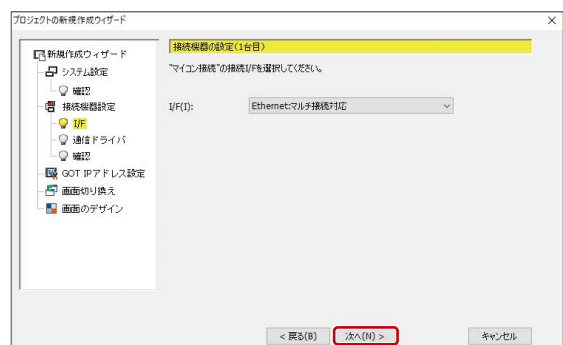 プロジェクトの新規作成ウィザード
新規作成ウィザード
システム設定
確認
接続機器設定
I/F
通信ドライバ
確認
GOT IPアドレス設定
画面切り換え
画面のデザイン
接続機器の設定(1台目)
"マイコン接続"の接続I/Fを選択してください。
I/F(I): Ethernet:マルチ接続対応
< 戻る(B) 次へ(N) > キャンセル